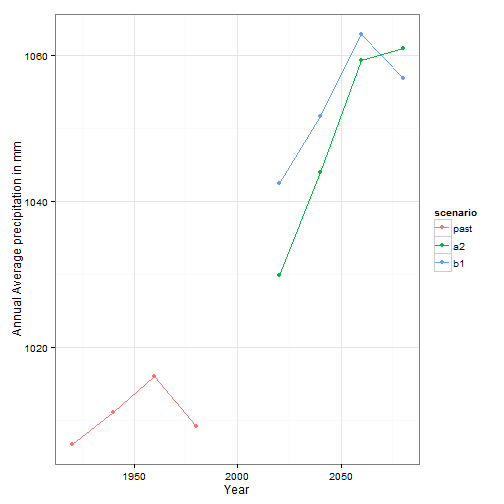 1060
1040
1020
Annual Average precipitation in mm
1950
2000
2050
Year
scenario
past
a2
b1